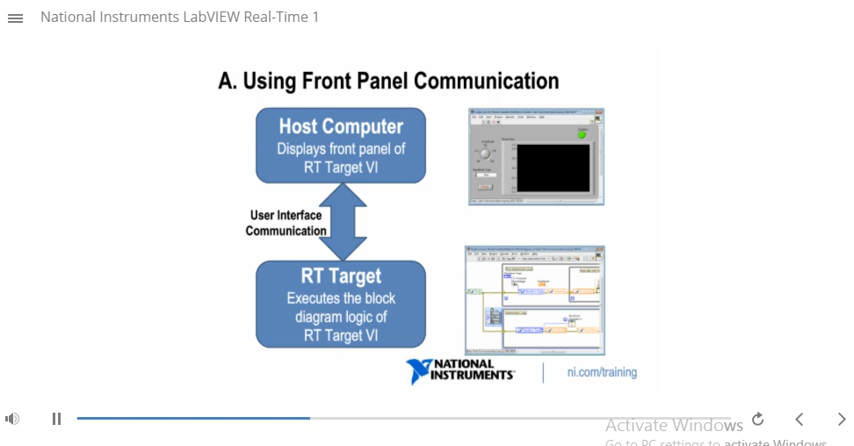 National Instruments LabVIEW Real-Time 1
A. Using Front Panel Communication
Host Computer
Displays front panel of
RT Target VI
User Interface
Communication
RT Target
Executes the block
diagram logic of
RT Target VI
NATIONAL
INSTRUMENTS
ni.com/training
Activate Windows
Go to PC settings to activate Windows